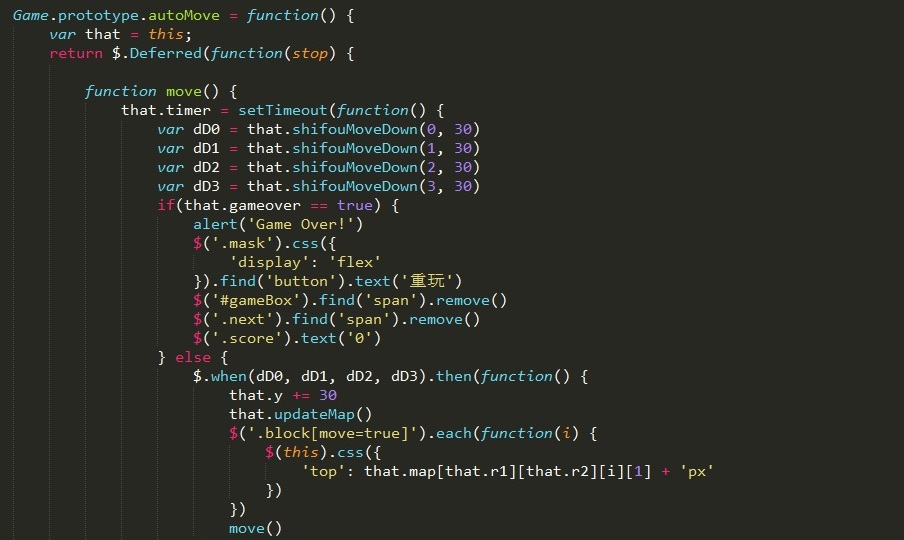 Game.prototype.autoMove = function() {
    var that = this;
    return $.Deferred(function(stop) {

        function move() {
            that.timer = setTimeout(function() {
                var dD0 = that.shifouMoveDown(0, 30)
                var dD1 = that.shifouMoveDown(1, 30)
                var dD2 = that.shifouMoveDown(2, 30)
                var dD3 = that.shifouMoveDown(3, 30)
                if(that.gameover == true) {
                    alert('Game Over!')
                    $('.mask').css({
                        'display': 'flex'
                    }).find('button').text('重玩')
                    $('#gameBox').find('span').remove()
                    $('.next').find('span').remove()
                    $('.score').text('0')
                } else {
                    $.when(dD0, dD1, dD2, dD3).then(function() {
                        that.y += 30
                        that.updateMap()
                        $('.block[move=true]').each(function(i) {
                            $(this).css({
                                'top': that.map[that.r1][that.r2][i][1] + 'px'
                            })
                        })
                        move()